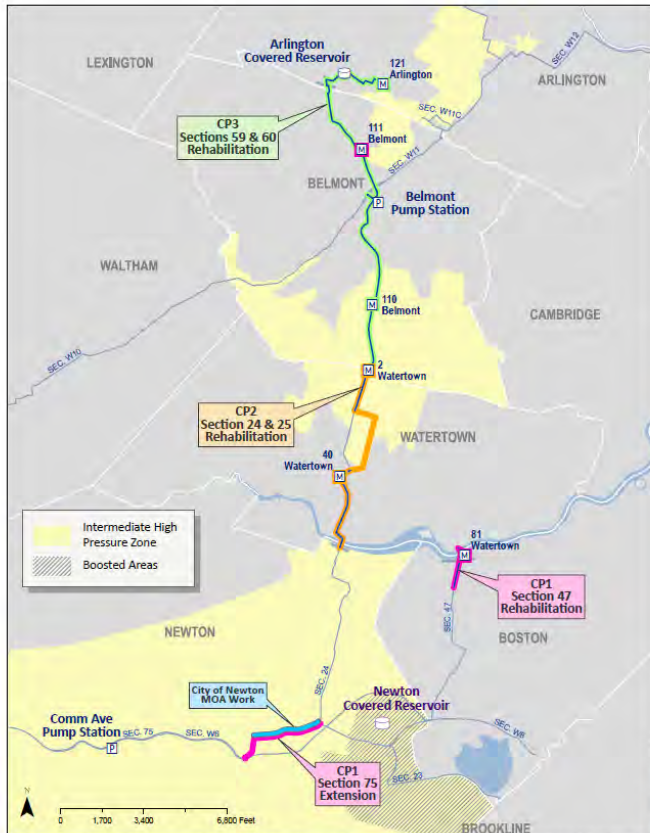 LEXINGTON
Arlington
Covered Reservoir
121
Arlington
M
SEC. W12
ARLINGTON
SEC. W11C
CP3
Sections 59 & 60
Rehabilitation
111
Belmont
M
SEC. W11
BELMONT
P
Belmont
Pump Station
WALTHAM
110
Belmont
M
CAMBRIDGE
SEC. W10
2
Watertown
M
CP2
Section 24 & 25
Rehabilitation
WATERTOWN
40
Watertown
M
Intermediate High
Pressure Zone
Boosted Areas
81
Watertown
M
CP1
Section 47
Rehabilitation
SEC. 47
BOSTON
NEWTON
SEC. 24
City of Newton
MOA Work
Newton
Covered Reservoir
Comm Ave
Pump Station
P
SEC. 75
SEC. W6
SEC. W8
CP1
Section 75
Extension
SEC. 23
N
0 1,700 3,400 6,800 Feet
BROOKLINE